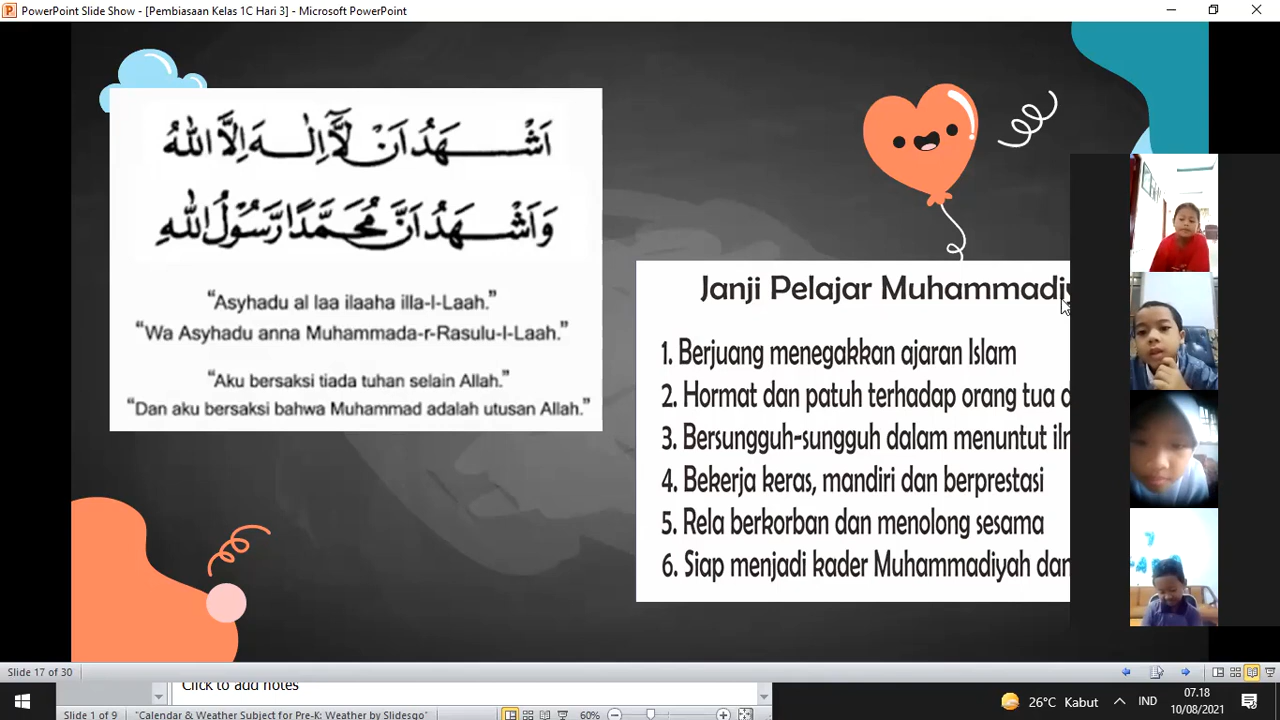 PowerPoint Slide Show - [Pembiasaan Kelas 1C Hari 3] - Microsoft PowerPoint
اَشْهَدُ اَنْ لَآ اِلٰهَ اِلَّا اللهُ
وَاَشْهَدُ اَنَّ مُحَمَّدًا رَّسُوْلُ اللهِ
“Asyhadu al laa ilaaha illa-l-Laah.”
“Wa Asyhadu anna Muhammada-r-Rasulu-l-Laah.”
“Aku bersaksi tiada tuhan selain Allah.”
“Dan aku bersaksi bahwa Muhammad adalah utusan Allah.”
Janji Pelajar
1. Berjuang menegakkan ajaran Islam
2. Hormat dan patuh terhadap orang tua
3. Bersungguh-sungguh dalam menuntut
4. Bekerja keras, mandiri dan berprestasi
5. Rela berkorban dan menolong sesama
6. Siap menjadi kader Muhammadiyah dan
Slide 17 of 30
Click to add notes
Slide 1 of 9 "Calendar & Weather Subject for Pre-K: Weather by Slidesgo" 60%
26°C Kabut IND 07.18
10/08/2021